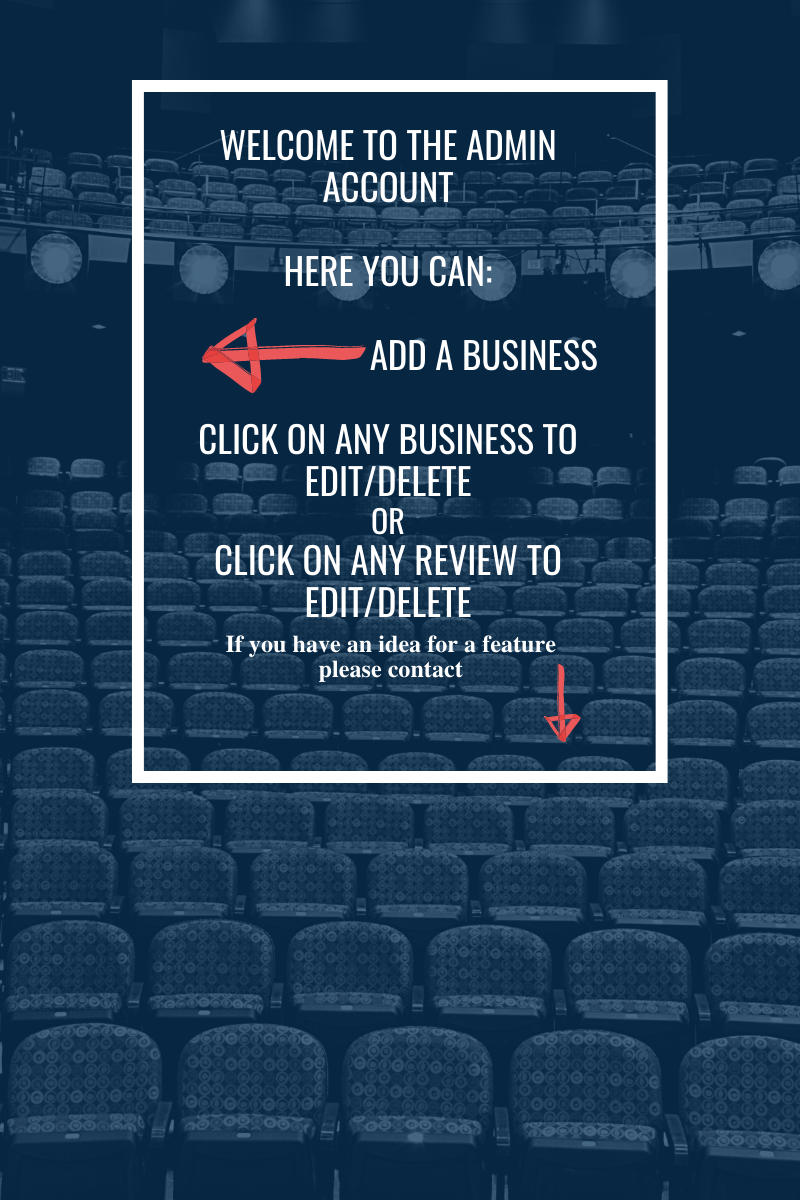 WELCOME TO THE ADMIN
ACCOUNT
HERE YOU CAN:
ADD A BUSINESS
CLICK ON ANY BUSINESS TO
EDIT/DELETE
OR
CLICK ON ANY REVIEW TO
EDIT/DELETE
If you have an idea for a feature
please contact